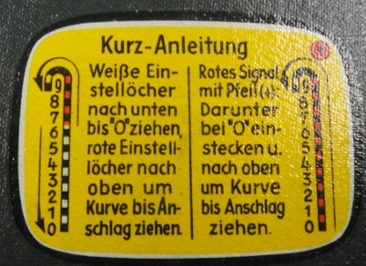 Kurz-Anleitung
Weiße Ein-
stellöcher
nach unten
bis "O" ziehen,
rote Einstell-
löcher nach
oben um
Kurve bis An-
schlag ziehen.
Rotes Signal
mit Pfeil(↓):
Darunter
bei "O" ein-
stecken u.
nach oben
um Kurve
bis Anschlag
ziehen.
9
8
7
6
5
4
3
2
1
0
9
8
7
6
5
4
3
2
1
0